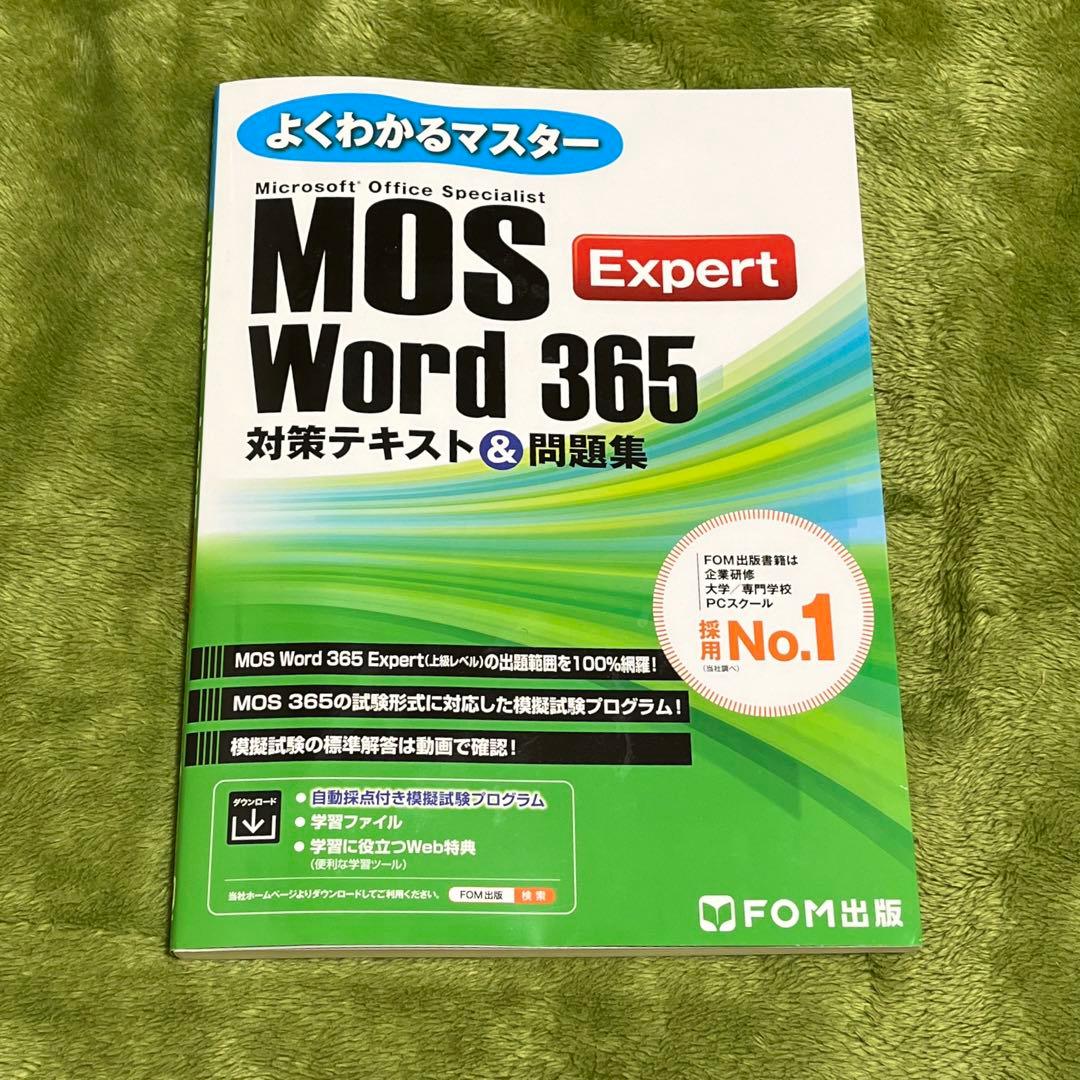 よくわかるマスター
Microsoft® Office Specialist
MOS
Expert
Word 365
対策テキスト&問題集
FOM出版書籍は
企業研修
大学/専門学校
PCスクール
採用 No.1
(当社調べ)
MOS Word 365 Expert(上級レベル)の出題範囲を100%網羅!
MOS 365の試験形式に対応した模擬試験プログラム!
模擬試験の標準解答は動画で確認!
ダウンロード
● 自動採点付き模擬試験プログラム
● 学習ファイル
● 学習に役立つWeb特典
(便利な学習ツール)
当社ホームページよりダウンロードしてご利用ください。 FOM出版 検索
FOM出版